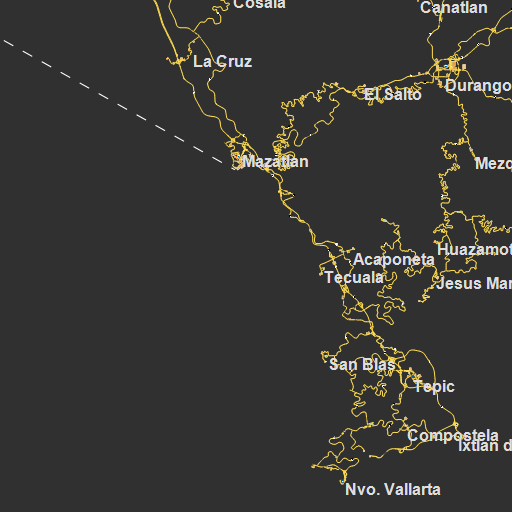 Cosala
Canatlan
La Cruz
Durango
El Salto
Mazatlan
Mezq
Huazamot
Acaponeta
Tecuala
Jesus Mar
San Blas
Tepic
Compostela
Ixtlan d
Nvo. Vallarta